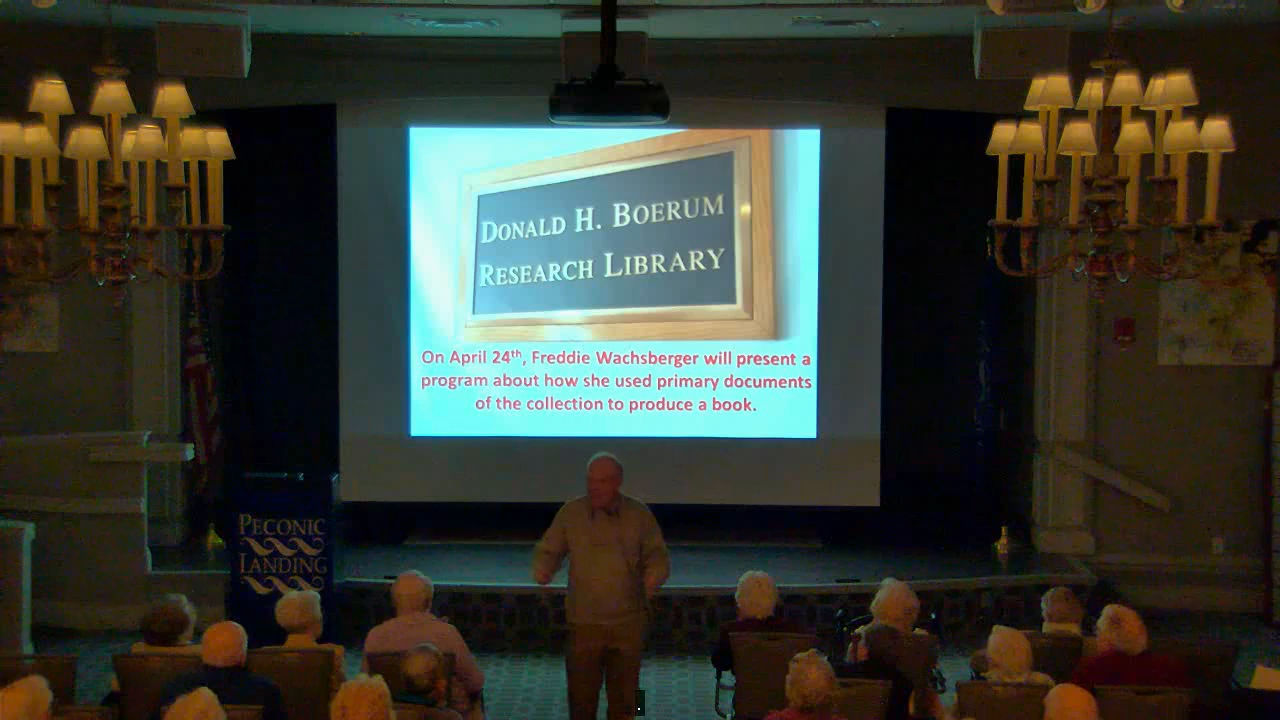 DONALD H. BOERUM
RESEARCH LIBRARY
On April 24th, Freddie Wachsberger will present a
program about how she used primary documents
of the collection to produce a book.
PECONIC
LANDING